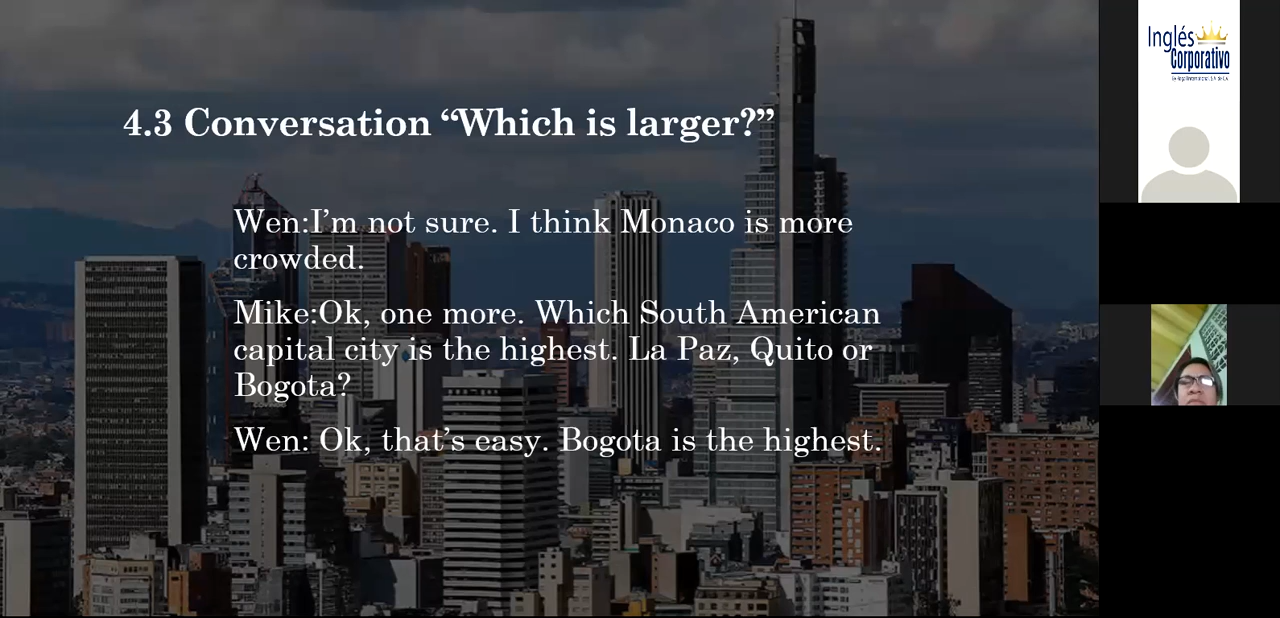 4.3 Conversation “Which is larger?”
Wen:I’m not sure. I think Monaco is more
crowded.
Mike:Ok, one more. Which South American
capital city is the highest. La Paz, Quito or
Bogota?
Wen: Ok, that’s easy. Bogota is the highest.
Inglés
Corporativo